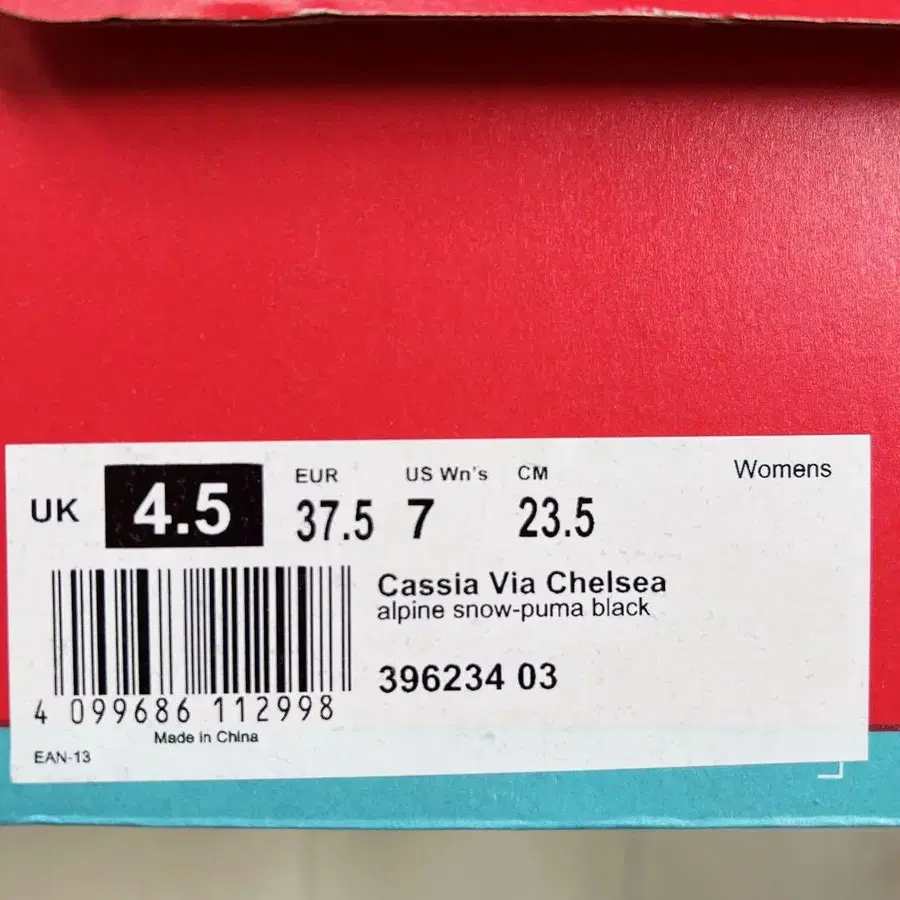 UK 4.5 EUR 37.5 US Wn's 7 CM 23.5 Womens
Cassia Via Chelsea
alpine snow-puma black
396234 03
4 099686 112998
Made in China
EAN-13